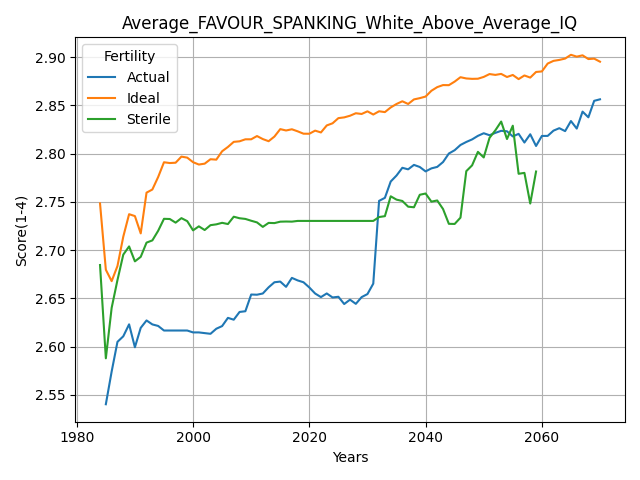 Average_FAVOUR_SPANKING_White_Above_Average_IQ
Fertility
Actual
Ideal
Sterile
Score(1-4)
2.90
2.85
2.80
2.75
2.70
2.65
2.60
2.55
1980 2000 2020 2040 2060
Years